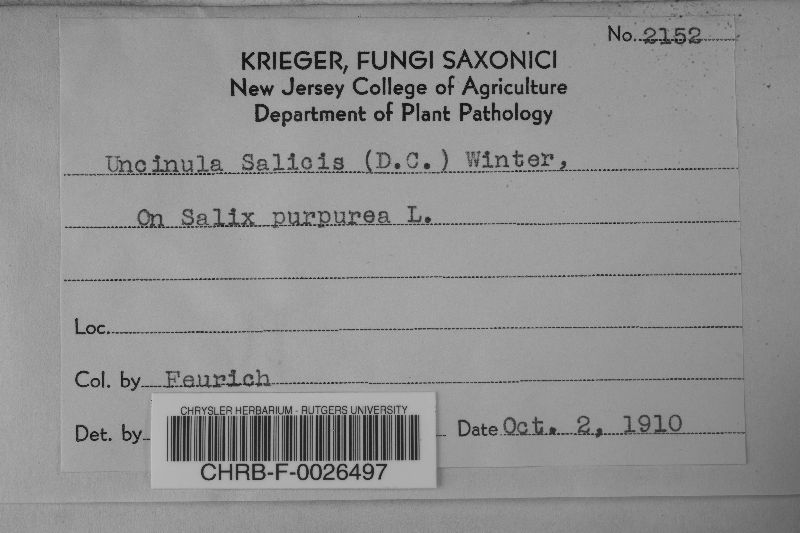 No. 2152
KRIEGER, FUNGI SAXONICI
New Jersey College of Agriculture
Department of Plant Pathology
Uncinula Salicis (D.C.) Winter,
On Salix purpurea L.
Loc.
Col. by Feurich
Det. by
Date Oct. 2, 1910
CHRYSLER HERBARIUM - RUTGERS UNIVERSITY
CHRB-F-0026497